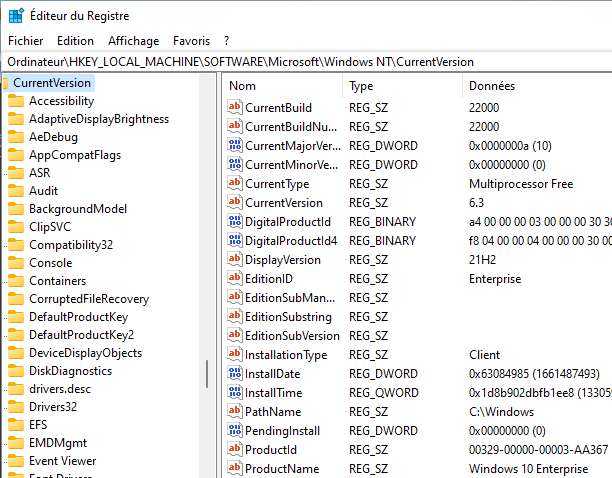 Éditeur du Registre
Fichier Edition Affichage Favoris ?
Ordinateur\HKEY_LOCAL_MACHINE\SOFTWARE\Microsoft\Windows NT\CurrentVersion
CurrentVersion
Accessibility
AdaptiveDisplayBrightness
AeDebug
AppCompatFlags
ASR
Audit
BackgroundModel
ClipSVC
Compatibility32
Console
Containers
CorruptedFileRecovery
DefaultProductKey
DefaultProductKey2
DeviceDisplayObjects
DiskDiagnostics
drivers.desc
Drivers32
EFS
EMDMgmt
Event Viewer
Font Drivers
Nom Type Données
CurrentBuild REG_SZ 22000
CurrentBuildNu... REG_SZ 22000
CurrentMajorVer... REG_DWORD 0x0000000a (10)
CurrentMinorVe... REG_DWORD 0x00000000 (0)
CurrentType REG_SZ Multiprocessor Free
CurrentVersion REG_SZ 6.3
DigitalProductId REG_BINARY a4 00 00 00 03 00 00 00 30 30
DigitalProductId4 REG_BINARY f8 04 00 00 04 00 00 00 30 00
DisplayVersion REG_SZ 21H2
EditionID REG_SZ Enterprise
EditionSubMan... REG_SZ
EditionSubstring REG_SZ
EditionSubVersion REG_SZ
InstallationType REG_SZ Client
InstallDate REG_DWORD 0x63084985 (1661487493)
InstallTime REG_QWORD 0x1d8b902dbfb1ee8 (133059
PathName REG_SZ C:\Windows
PendingInstall REG_DWORD 0x00000000 (0)
ProductId REG_SZ 00329-00000-00003-AA367
ProductName REG_SZ Windows 10 Enterprise